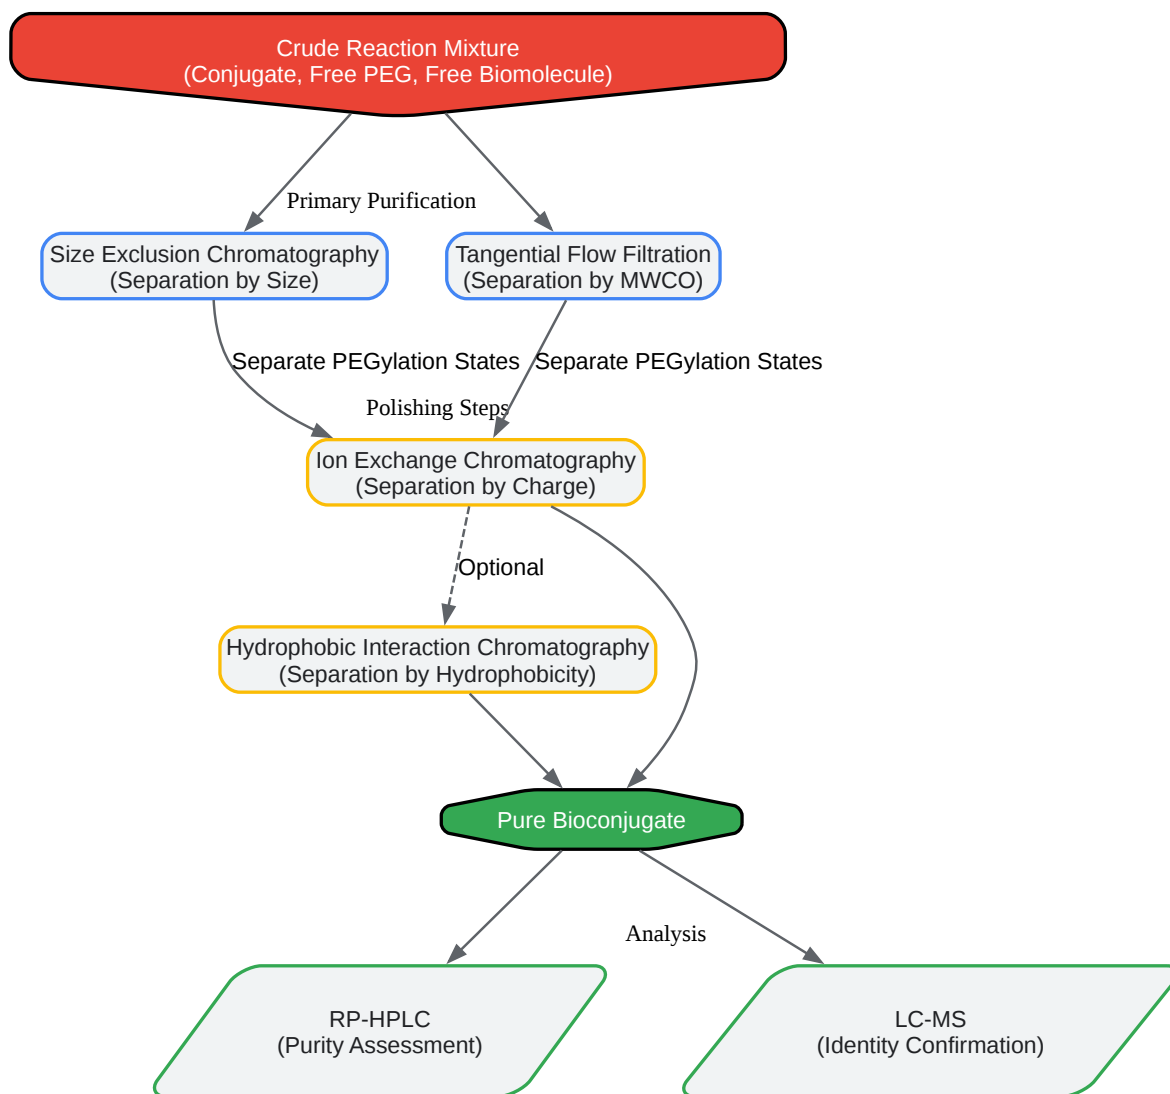 Crude Reaction Mixture
(Conjugate, Free PEG, Free Biomolecule)
Primary Purification
Size Exclusion Chromatography
(Separation by Size)
Tangential Flow Filtration
(Separation by MWCO)
Separate PEGylation States
Separate PEGylation States
Polishing Steps
Ion Exchange Chromatography
(Separation by Charge)
Optional
Hydrophobic Interaction Chromatography
(Separation by Hydrophobicity)
Pure Bioconjugate
Analysis
RP-HPLC
(Purity Assessment)
LC-MS
(Identity Confirmation)